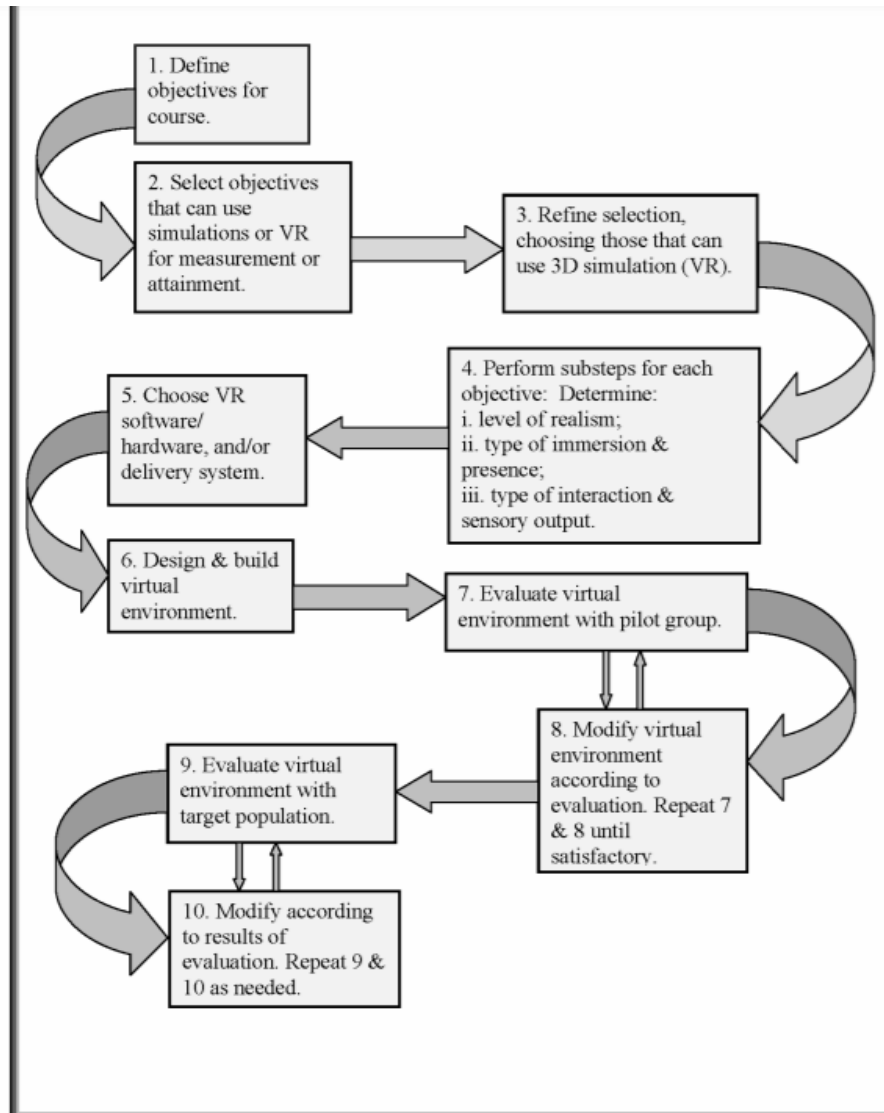 1. Define
objectives for
course.
2. Select objectives
that can use
simulations or VR
for measurement or
attainment.
3. Refine selection,
choosing those that can
use 3D simulation (VR).
4. Perform substeps for each
objective: Determine:
i. level of realism;
ii. type of immersion &
presence;
iii. type of interaction &
sensory output.
5. Choose VR
software/
hardware, and/or
delivery system.
6. Design & build
virtual
environment.
7. Evaluate virtual
environment with pilot group.
8. Modify virtual
environment
according to
evaluation. Repeat 7
& 8 until
satisfactory.
9. Evaluate virtual
environment with
target population.
10. Modify according
to results of
evaluation. Repeat 9 &
10 as needed.